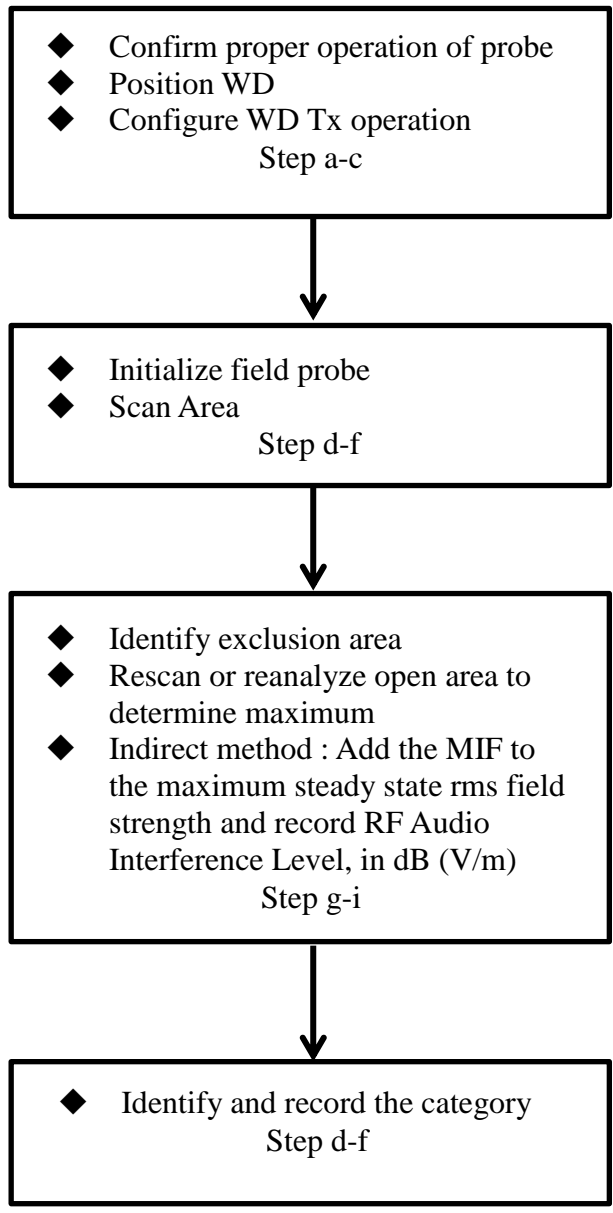 ◆ Confirm proper operation of probe
◆ Position WD
◆ Configure WD Tx operation
Step a-c
◆ Initialize field probe
◆ Scan Area
Step d-f
◆ Identify exclusion area
◆ Rescan or reanalyze open area to
determine maximum
◆ Indirect method : Add the MIF to
the maximum steady state rms field
strength and record RF Audio
Interference Level, in dB (V/m)
Step g-i
◆ Identify and record the category
Step d-f